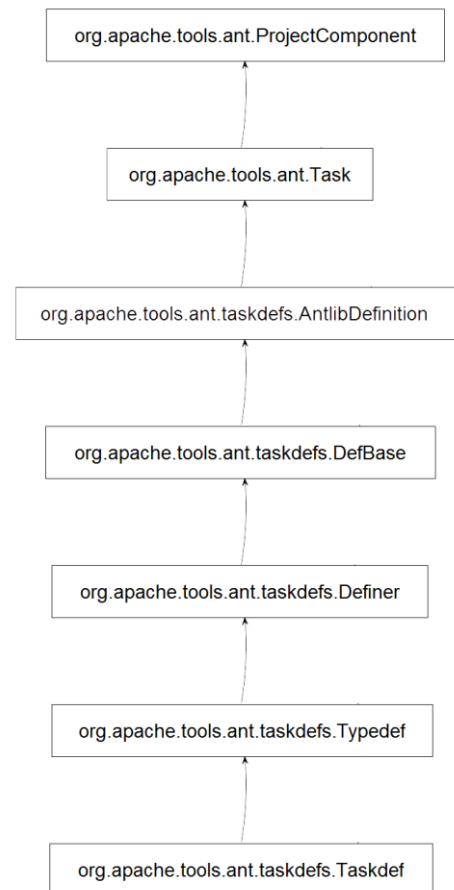 org.apache.tools.ant.ProjectComponent
org.apache.tools.ant.Task
org.apache.tools.ant.taskdefs.AntlibDefinition
org.apache.tools.ant.taskdefs.DefBase
org.apache.tools.ant.taskdefs.Definer
org.apache.tools.ant.taskdefs.Typedef
org.apache.tools.ant.taskdefs.Taskdef